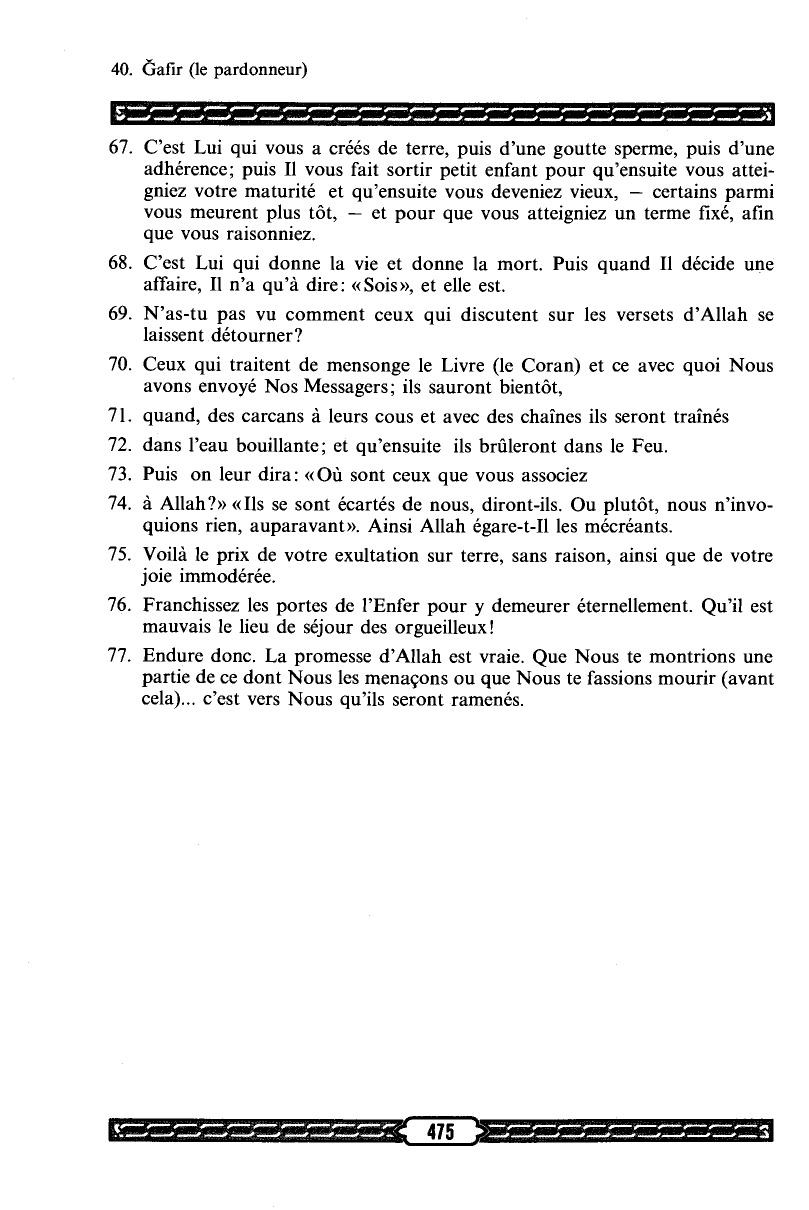 40. Ğafir (le pardonneur)
67. C'est Lui qui vous a créés de terre, puis d'une goutte sperme, puis d'une
adhérence; puis Il vous fait sortir petit enfant pour qu'ensuite vous attei-
gniez votre maturité et qu'ensuite vous deveniez vieux, — certains parmi
vous meurent plus tôt, — et pour que vous atteigniez un terme fixé, afin
que vous raisonniez.
68. C'est Lui qui donne la vie et donne la mort. Puis quand Il décide une
affaire, Il n'a qu'à dire: «Sois», et elle est.
69. N'as-tu pas vu comment ceux qui discutent sur les versets d'Allah se
laissent détourner?
70. Ceux qui traitent de mensonge le Livre (le Coran) et ce avec quoi Nous
avons envoyé Nos Messagers; ils sauront bientôt,
71. quand, des carcans à leurs cous et avec des chaînes ils seront traînés
72. dans l'eau bouillante; et qu'ensuite ils brûleront dans le Feu.
73. Puis on leur dira: «Où sont ceux que vous associez
74. à Allah?» «Ils se sont écartés de nous, diront-ils. Ou plutôt, nous n'invo-
quions rien, auparavant». Ainsi Allah égare-t-Il les mécréants.
75. Voilà le prix de votre exultation sur terre, sans raison, ainsi que de votre
joie immodérée.
76. Franchissez les portes de l'Enfer pour y demeurer éternellement. Qu'il est
mauvais le lieu de séjour des orgueilleux!
77. Endure donc. La promesse d'Allah est vraie. Que Nous te montrions une
partie de ce dont Nous les menaçons ou que Nous te fassions mourir (avant
cela)... c'est vers Nous qu'ils seront ramenés.
475